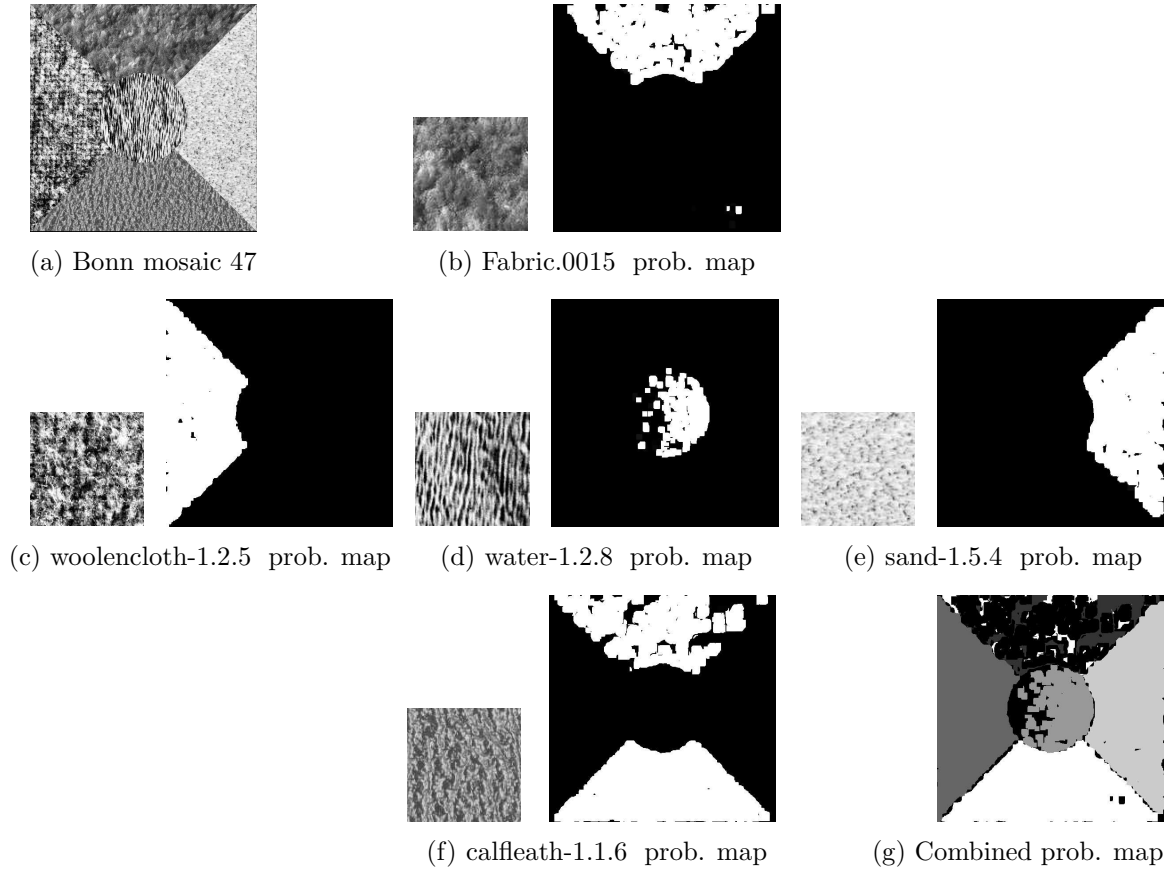 (a) Bonn mosaic 47
(b) Fabric.0015 prob. map
(c) woolencloth-1.2.5 prob. map
(d) water-1.2.8 prob. map
(e) sand-1.5.4 prob. map
(f) calfleath-1.1.6 prob. map
(g) Combined prob. map